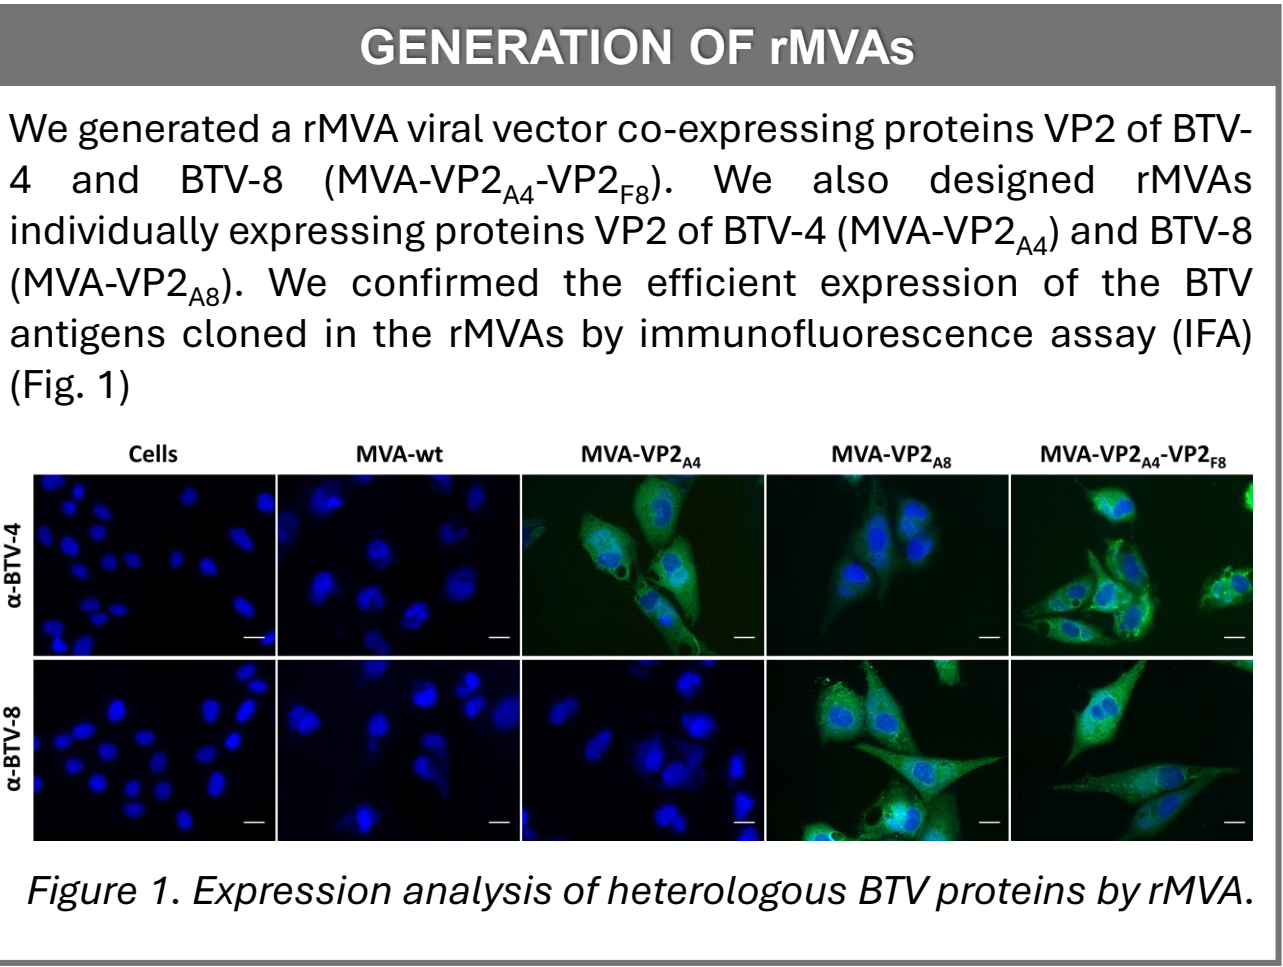 GENERATION OF rMVAs
We generated a rMVA viral vector co-expressing proteins VP2 of BTV-
4 and BTV-8 (MVA-VP2A4-VP2F8). We also designed rMVAs
individually expressing proteins VP2 of BTV-4 (MVA-VP2A4) and BTV-8
(MVA-VP2A8). We confirmed the efficient expression of the BTV
antigens cloned in the rMVAs by immunofluorescence assay (IFA)
(Fig. 1)
Cells MVA-wt MVA-VP2A4 MVA-VP2A8 MVA-VP2A4-VP2F8
α-BTV-4
α-BTV-8
Figure 1. Expression analysis of heterologous BTV proteins by rMVA.